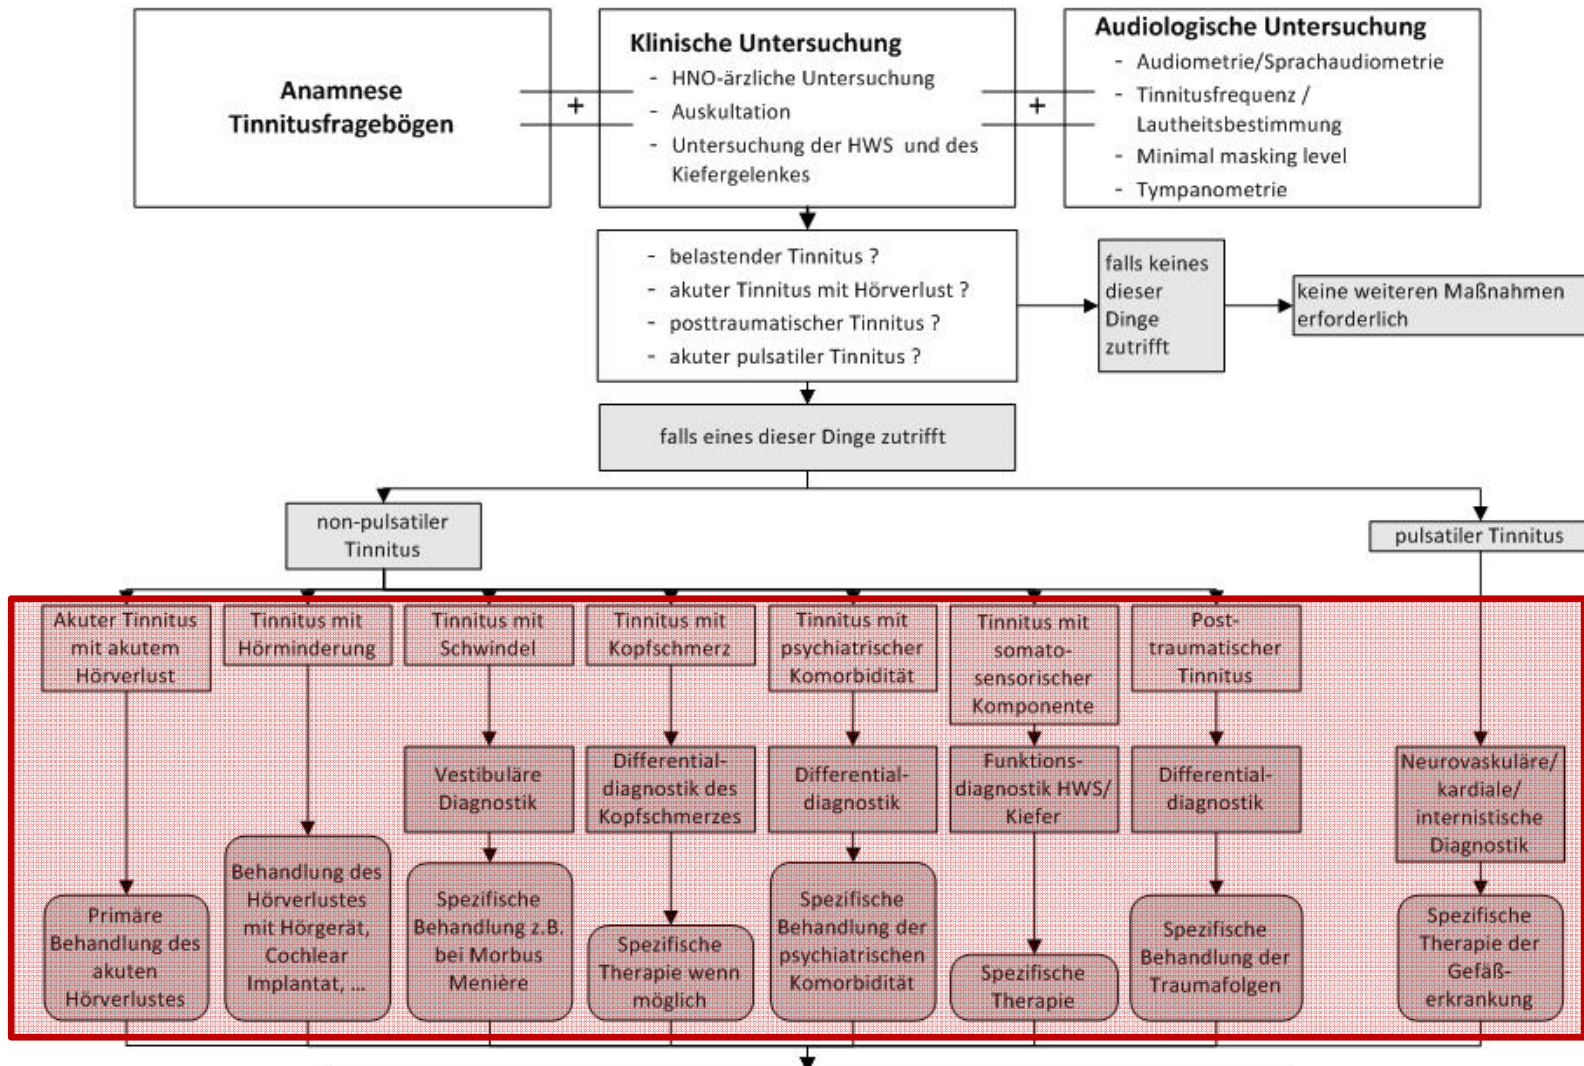 Anamnese
Tinnitusfragebögen
+
Klinische Untersuchung
- HNO-ärzliche Untersuchung
- Auskultation
- Untersuchung der HWS und des
Kiefergelenkes
+
Audiologische Untersuchung
- Audiometrie/Sprachaudiometrie
- Tinnitusfrequenz /
Lautheitsbestimmung
- Minimal masking level
- Tympanometrie
- belastender Tinnitus ?
- akuter Tinnitus mit Hörverlust ?
- posttraumatischer Tinnitus ?
- akuter pulsatiler Tinnitus ?
falls keines
dieser
Dinge
zutrifft
keine weiteren Maßnahmen
erforderlich
falls eines dieser Dinge zutrifft
non-pulsatiler
Tinnitus
pulsatiler Tinnitus
Akuter Tinnitus
mit akutem
Hörverlust
Tinnitus mit
Hörminderung
Tinnitus mit
Schwindel
Tinnitus mit
Kopfschmerz
Tinnitus mit
psychiatrischer
Komorbidität
Tinnitus mit
somato-
sensorischer
Komponente
Post-
traumatischer
Tinnitus
Vestibuläre
Diagnostik
Differential-
diagnostik des
Kopfschmerzes
Differential-
diagnostik
Funktions-
diagnostik HWS/
Kiefer
Differential-
diagnostik
Neurovaskuläre/
kardiale/
internistische
Diagnostik
Primäre
Behandlung des
akuten
Hörverlustes
Behandlung des
Hörverlustes
mit Hörgerät,
Cochlear
Implantat, ...
Spezifische
Behandlung z.B.
bei Morbus
Menière
Spezifische
Therapie wenn
möglich
Spezifische
Behandlung der
psychiatrischen
Komorbidität
Spezifische
Therapie
Spezifische
Behandlung der
Traumafolgen
Spezifische
Therapie der
Gefäß-
erkrankung